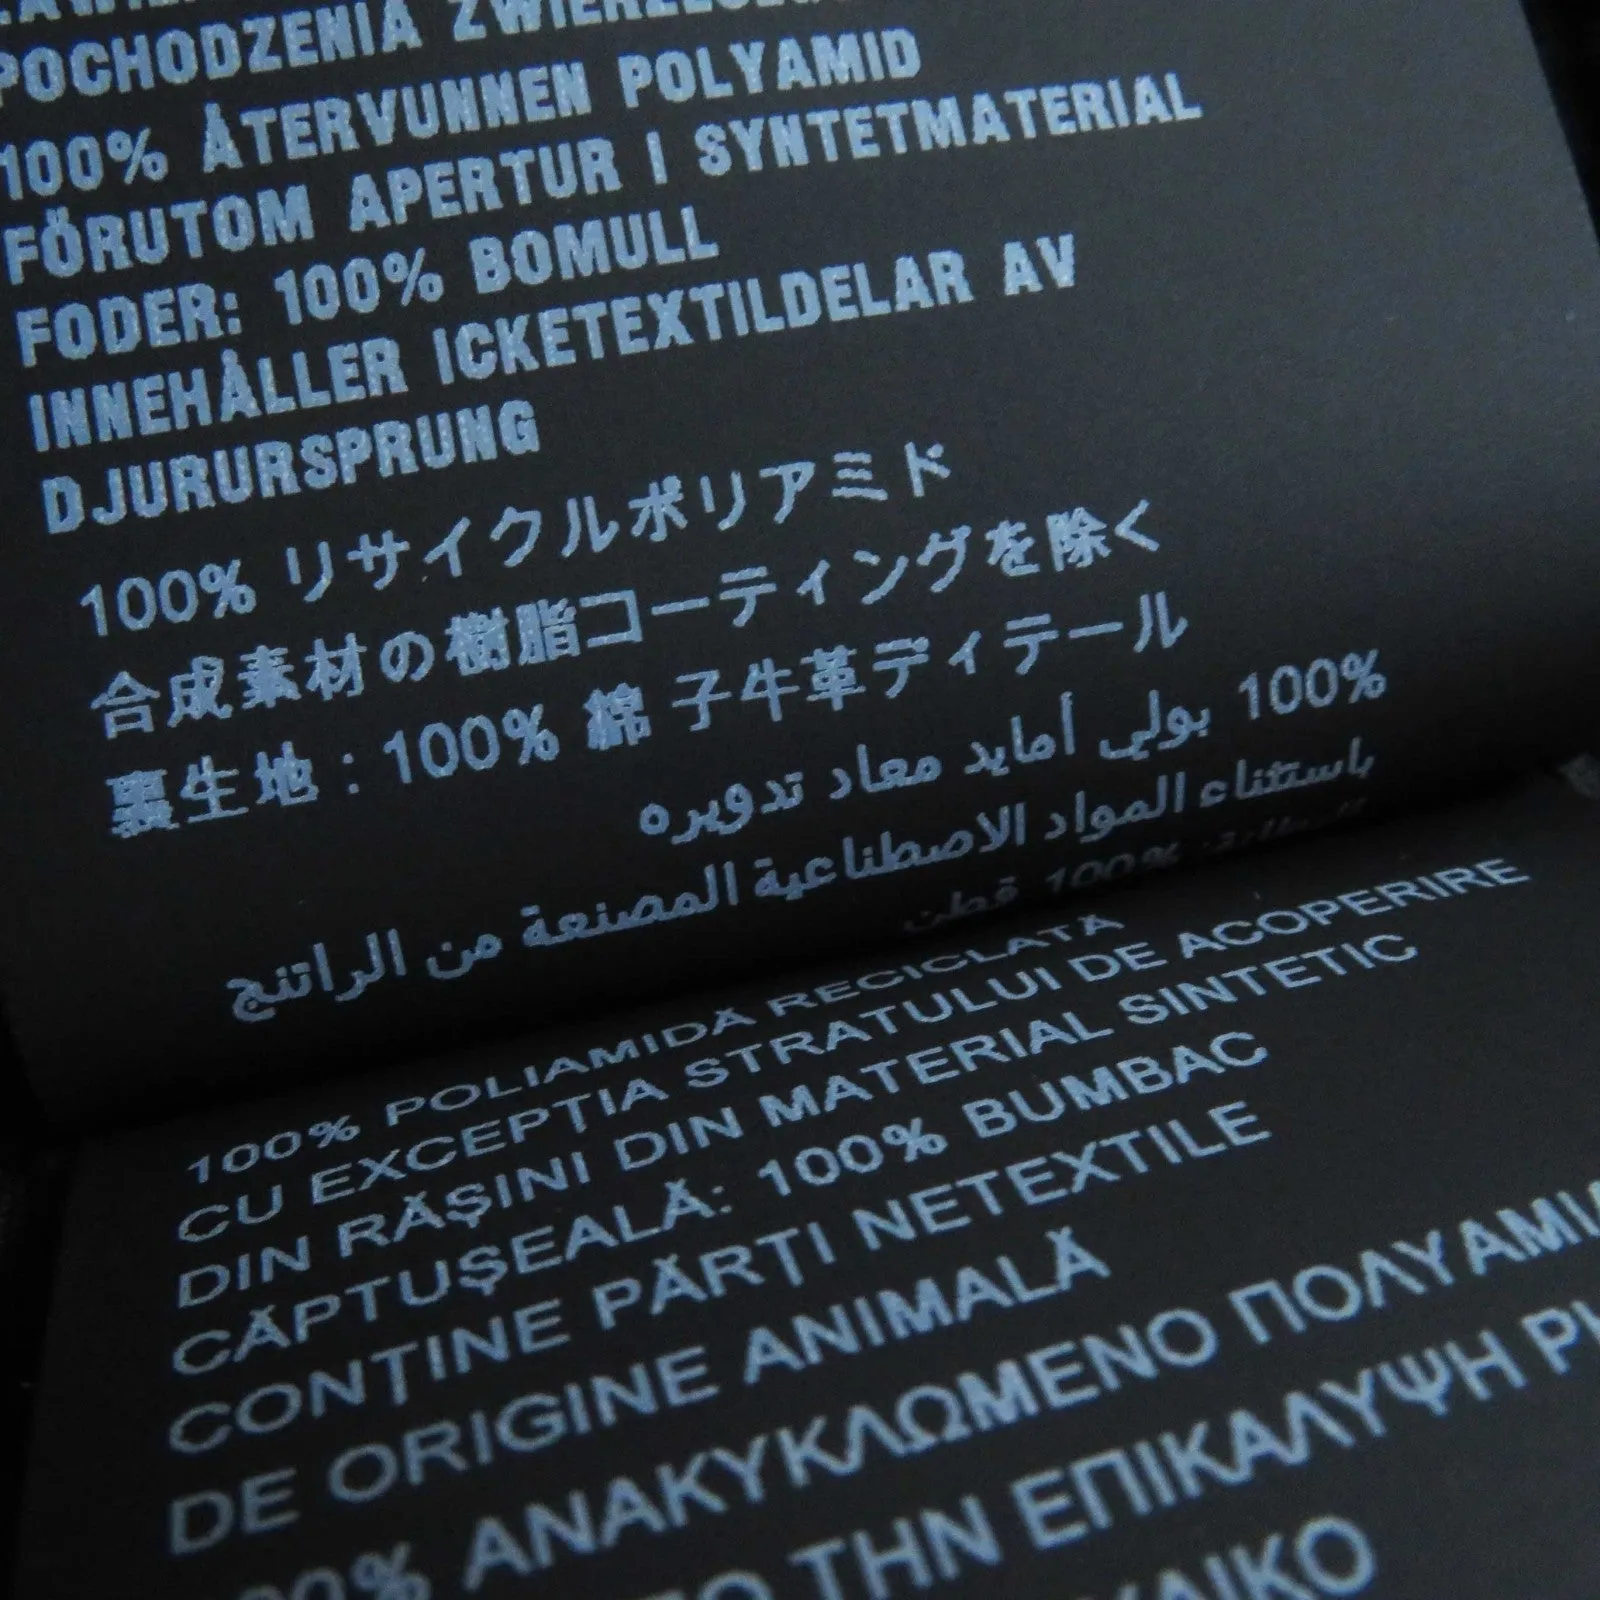 POCHODZENIA
100% ÅTERVUNNEN POLYAMID
FÖRUTOM APERTUR I SYNTETMATERIAL
FODER: 100% BOMULL
INNEHÅLLER ICKETEXTILDELAR AV
DJURURSPRUNG
100% リサイクルポリアミド
合成素材の樹脂コーティングを除く
裏生地：100% 綿 子牛革ディテール
100% بولي أمايد معاد تدويره
باستثناء المواد الاصطناعية المصنعة من الراتنج
100% قطن
100% POLIAMIDĂ RECICLATĂ
CU EXCEPȚIA STRATULUI DE ACOPERIRE
DIN RĂȘINI DIN MATERIAL SINTETIC
CĂPTUȘEALĂ: 100% BUMBAC
CONȚINE PĂRȚI NETEXTILE
DE ORIGINE ANIMALĂ
ΑΝΑΚΥΚΛΩΜΕΝΟ
ΤΗΝ ΕΠΙΚΑΛΥΨΗ